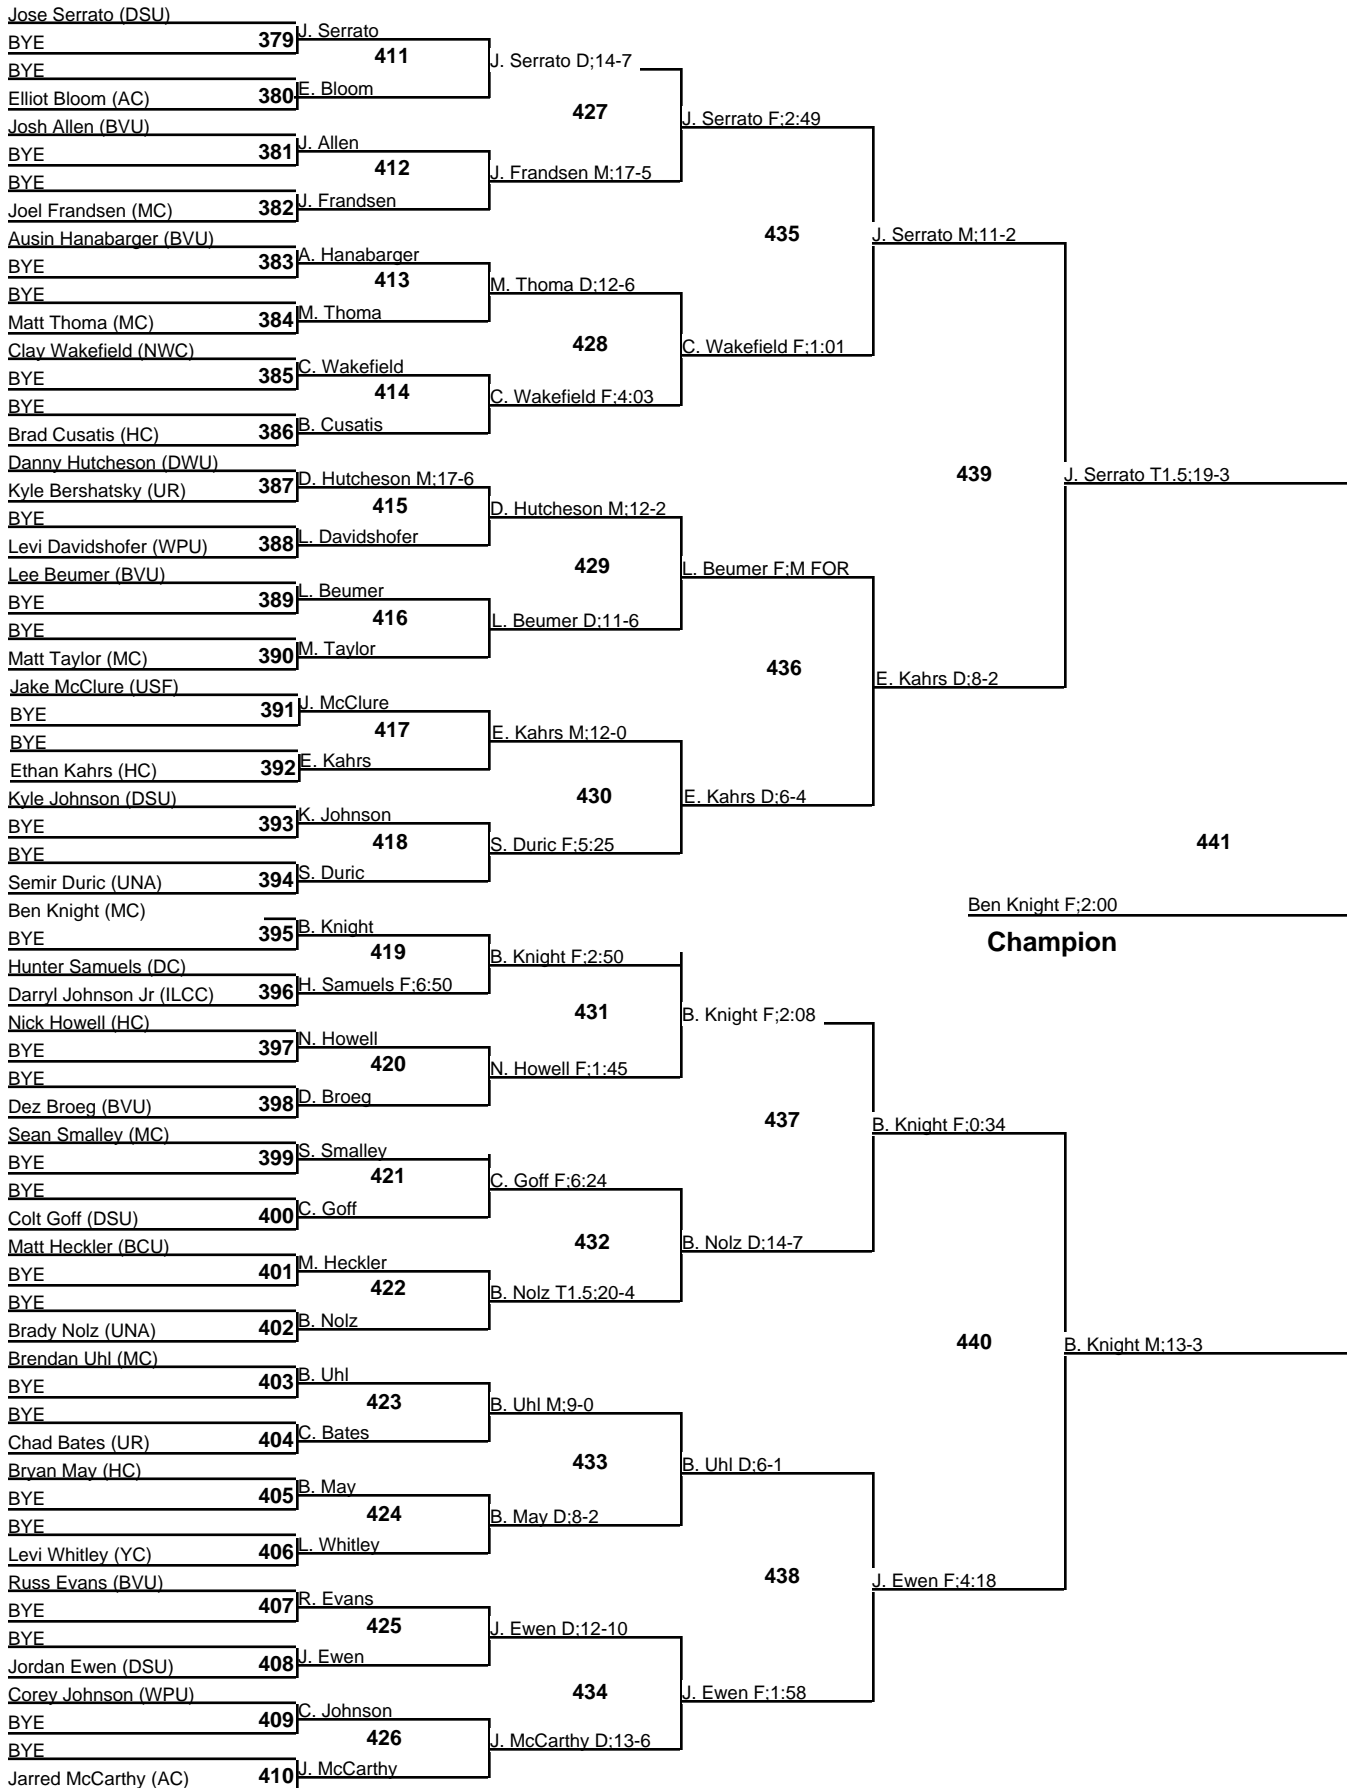 Jose Serrato (DSU)
BYE
379
J. Serrato
411
BYE
Elliot Bloom (AC)
380
E. Bloom
J. Serrato D;14-7
427
Josh Allen (BVU)
BYE
381
J. Allen
412
BYE
Joel Frandsen (MC)
382
J. Frandsen
J. Frandsen M;17-5
J. Serrato F;2:49
435
Ausin Hanabarger (BVU)
BYE
383
A. Hanabarger
413
BYE
Matt Thoma (MC)
384
M. Thoma
M. Thoma D;12-6
428
Clay Wakefield (NWC)
BYE
385
C. Wakefield
414
BYE
Brad Cusatis (HC)
386
B. Cusatis
C. Wakefield F;4:03
C. Wakefield F;1:01
J. Serrato M;11-2
439
Danny Hutcheson (DWU)
Kyle Bershatsky (UR)
387
D. Hutcheson M;17-6
415
BYE
Levi Davidshofer (WPU)
388
L. Davidshofer
D. Hutcheson M;12-2
429
Lee Beumer (BVU)
BYE
389
L. Beumer
416
BYE
Matt Taylor (MC)
390
M. Taylor
L. Beumer D;11-6
L. Beumer F;M FOR
436
Jake McClure (USF)
BYE
391
J. McClure
417
BYE
Ethan Kahrs (HC)
392
E. Kahrs
E. Kahrs M;12-0
430
Kyle Johnson (DSU)
BYE
393
K. Johnson
418
BYE
Semir Duric (UNA)
394
S. Duric
S. Duric F;5:25
E. Kahrs D;6-4
E. Kahrs D;8-2
J. Serrato T1.5;19-3
441
Ben Knight F;2:00
Champion
Ben Knight (MC)
BYE
395
B. Knight
419
Hunter Samuels (DC)
Darryl Johnson Jr (ILCC)
396
H. Samuels F;6:50
B. Knight F;2:50
431
Nick Howell (HC)
BYE
397
N. Howell
420
BYE
Dez Broeg (BVU)
398
D. Broeg
N. Howell F;1:45
B. Knight F;2:08
437
Sean Smalley (MC)
BYE
399
S. Smalley
421
BYE
Colt Goff (DSU)
400
C. Goff
C. Goff F;6:24
432
Matt Heckler (BCU)
BYE
401
M. Heckler
422
BYE
Brady Nolz (UNA)
402
B. Nolz
B. Nolz T1.5;20-4
B. Nolz D;14-7
B. Knight F;0:34
440
Brendan Uhl (MC)
BYE
403
B. Uhl
423
BYE
Chad Bates (UR)
404
C. Bates
B. Uhl M;9-0
433
Bryan May (HC)
BYE
405
B. May
424
BYE
Levi Whitley (YC)
406
L. Whitley
B. May D;8-2
B. Uhl D;6-1
438
Russ Evans (BVU)
BYE
407
R. Evans
425
BYE
Jordan Ewen (DSU)
408
J. Ewen
J. Ewen D;12-10
434
Corey Johnson (WPU)
BYE
409
C. Johnson
426
BYE
Jarred McCarthy (AC)
410
J. McCarthy
J. McCarthy D;13-6
J. Ewen F;1:58
J. Ewen F;4:18
B. Knight M;13-3